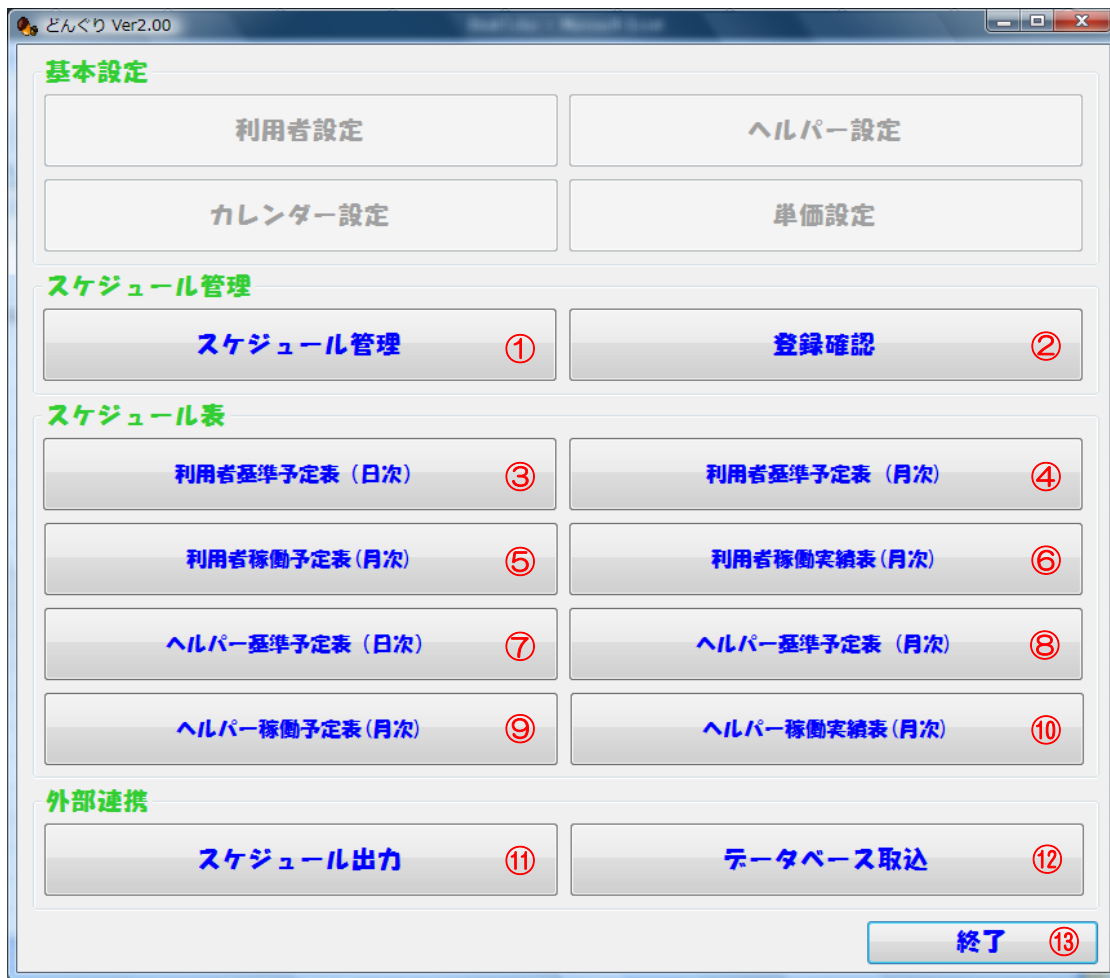 どんぐり Ver2.00
基本設定
利用者設定
ヘルパー設定
カレンダー設定
単価設定
スケジュール管理
スケジュール管理 ①
登録確認 ②
スケジュール表
利用者基準予定表（日次） ③
利用者基準予定表（月次） ④
利用者稼働予定表(月次) ⑤
利用者稼働実績表(月次) ⑥
ヘルパー基準予定表（日次） ⑦
ヘルパー基準予定表（月次） ⑧
ヘルパー稼働予定表(月次) ⑨
ヘルパー稼働実績表(月次) ⑩
外部連携
スケジュール出力 ⑪
データベース取込 ⑫
終了 ⑬